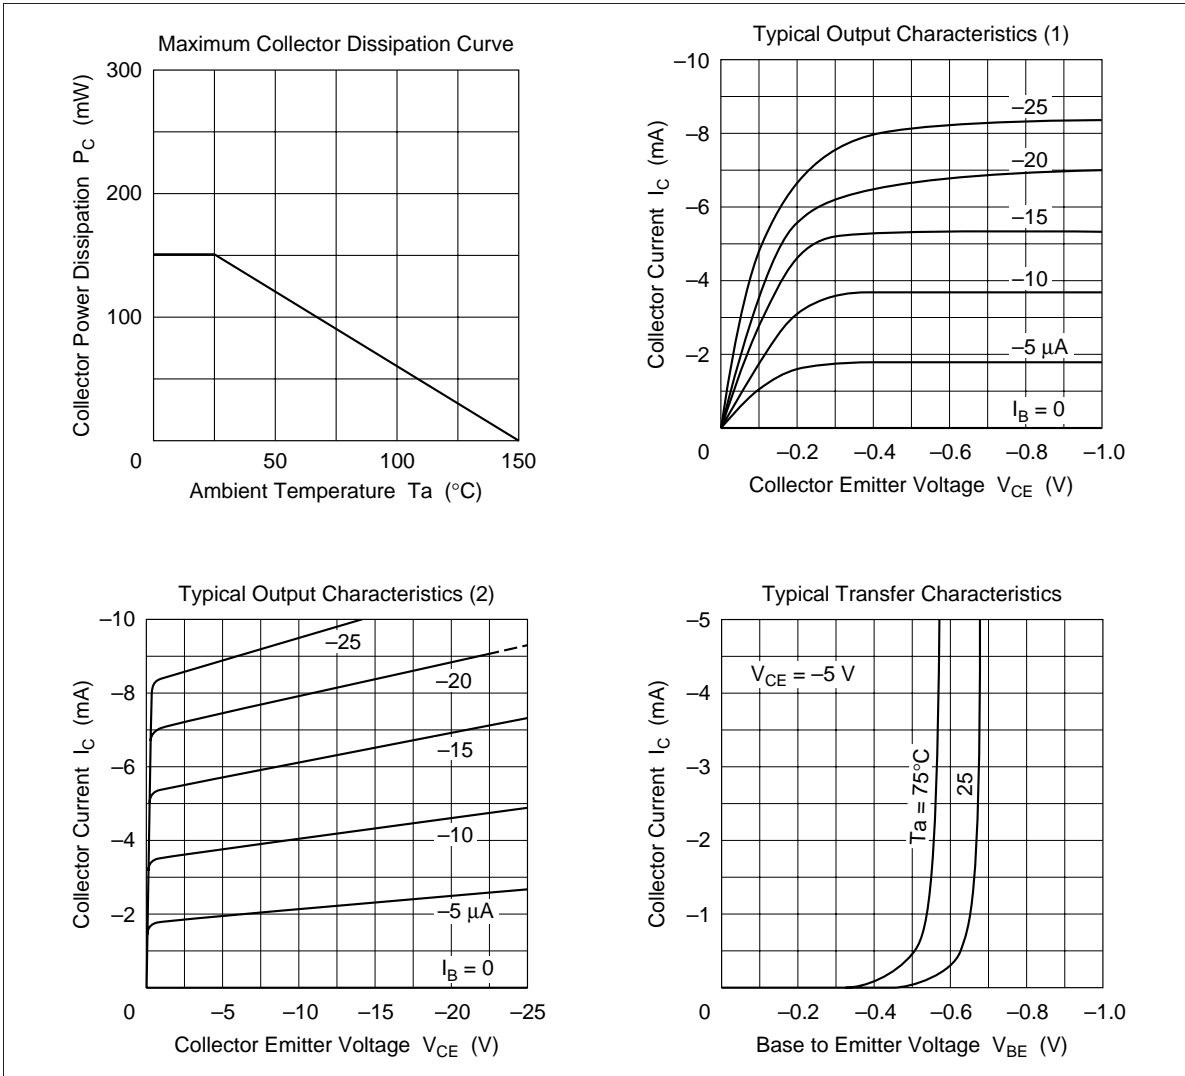 Maximum Collector Dissipation Curve
300
200
100
0
50
100
150
Collector Power Dissipation P_C (mW)
Ambient Temperature Ta (°C)
Typical Output Characteristics (1)
–10
–8
–6
–4
–2
0
–0.2
–0.4
–0.6
–0.8
–1.0
–25
–20
–15
–10
–5 µA
I_B = 0
Collector Current I_C (mA)
Collector Emitter Voltage V_CE (V)
Typical Output Characteristics (2)
–10
–8
–6
–4
–2
0
–5
–10
–15
–20
–25
–25
–20
–15
–10
–5 µA
I_B = 0
Collector Current I_C (mA)
Collector Emitter Voltage V_CE (V)
Typical Transfer Characteristics
–5
–4
–3
–2
–1
0
–0.2
–0.4
–0.6
–0.8
–1.0
V_CE = –5 V
Ta = 75°C
25
Collector Current I_C (mA)
Base to Emitter Voltage V_BE (V)